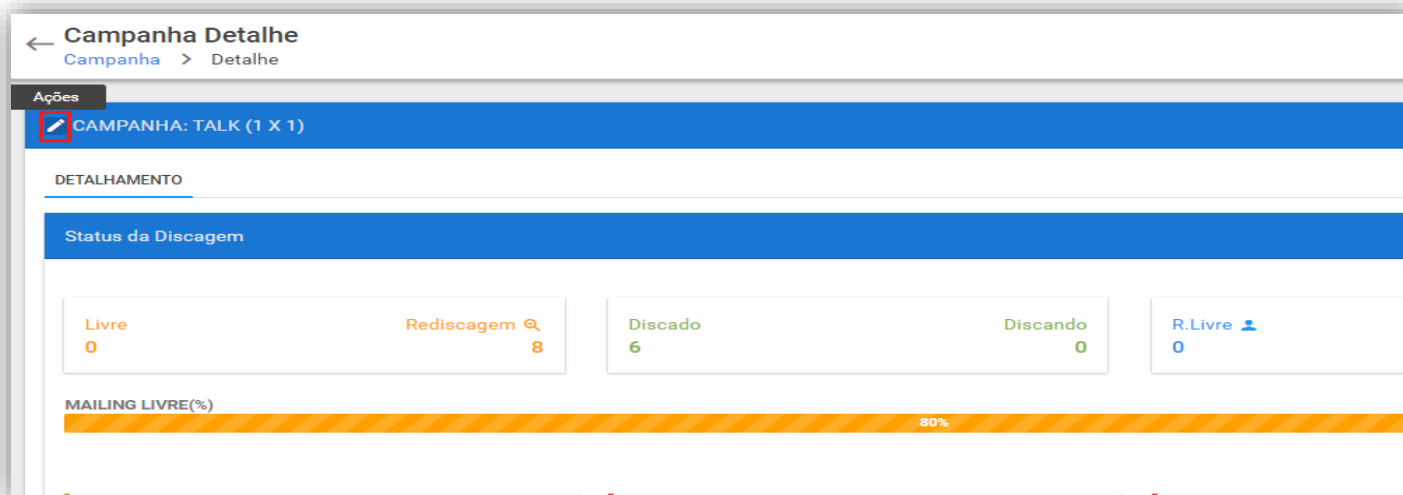 Campanha Detalhe
Campanha > Detalhe
Ações
CAMPANHA: TALK (1 X 1)
DETALHAMENTO
Status da Discagem
Livre Rediscagem Discado Discando R.Livre
0 8 6 0 0
MAILING LIVRE(%)
80%